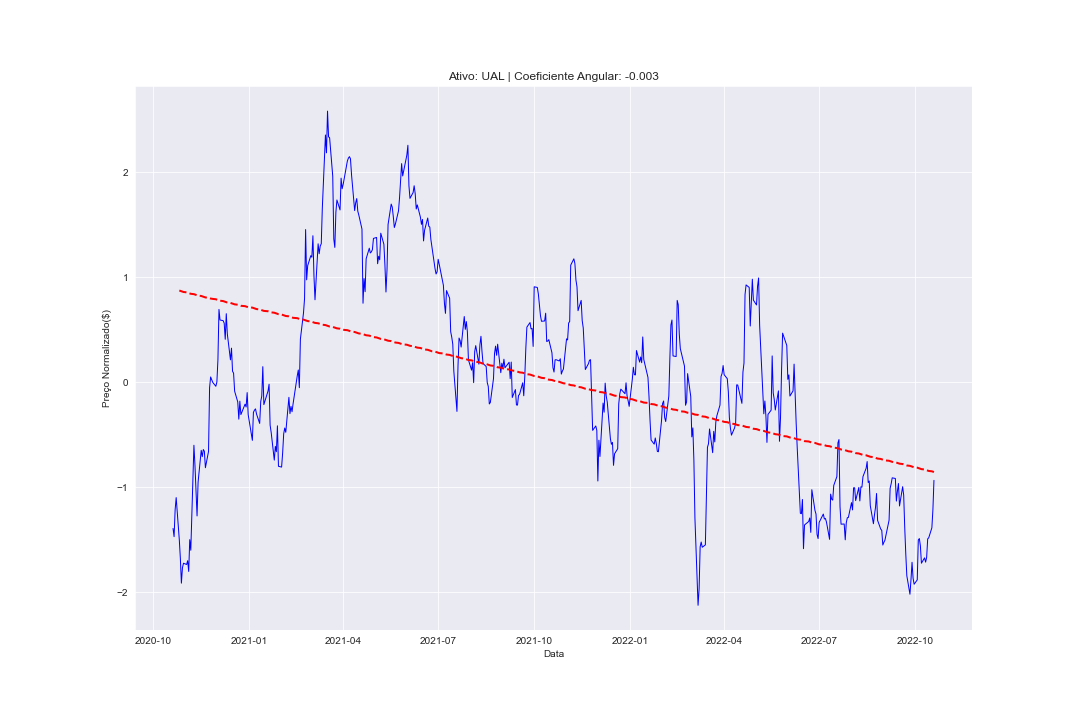 Ativo: UAL | Coeficiente Angular: -0.003
Preço Normalizado($)
2
1
0
−1
−2
2020-10 2021-01 2021-04 2021-07 2021-10 2022-01 2022-04 2022-07 2022-10
Data